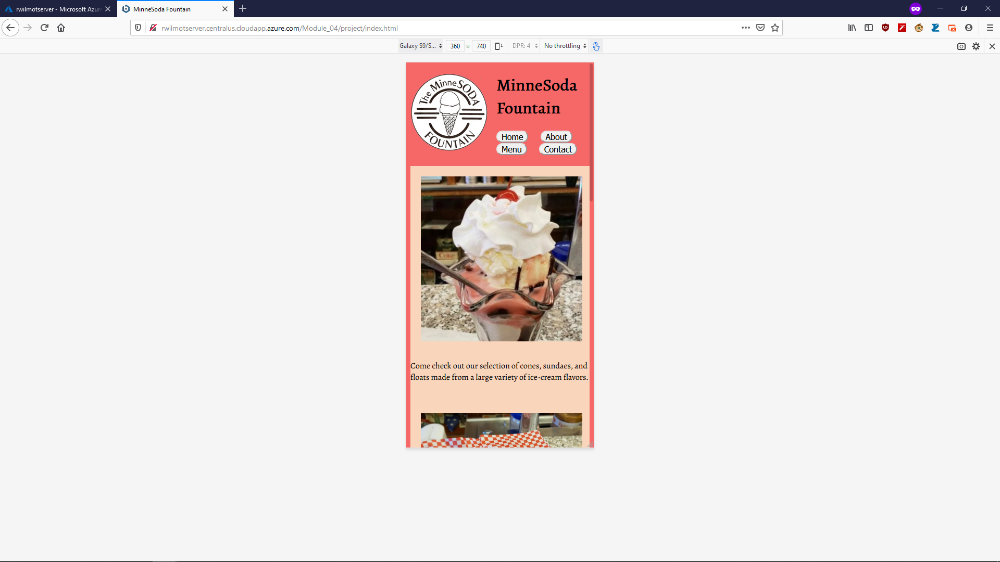 rwilmotserver - Microsoft Azur
MinneSoda Fountain
rwilmotserver.centralus.cloudapp.azure.com/Module_04/project/index.html
Galaxy S9/S... 360 × 740 DPR: 4 No throttling
The MinneSODA
FOUNTAIN
MinneSoda
Fountain
Home About
Menu Contact
Coke
Come check out our selection of cones, sundaes, and
floats made from a large variety of ice-cream flavors.